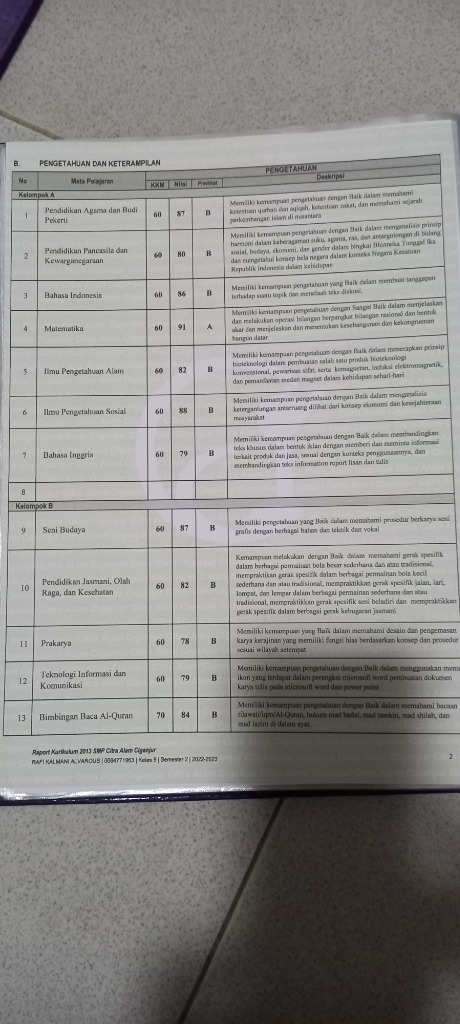 B. PENGETAHUAN DAN KETERAMPILAN
No Mata Pelajaran PENGETAHUAN
KKM Nilai Predikat Deskripsi
Kelompok A
1 Pendidikan Agama dan Budi Pekerti 60 87 B
Memiliki kemampuan pengetahuan dengan Baik dalam memahami
ketentuan qurban dan aqiqah, ketentuan zakat, dan memahami sejarah
perkembangan islam di nusantara
2 Pendidikan Pancasila dan Kewarganegaraan 60 80 B
Memiliki kemampuan pengetahuan dengan Baik dalam menganalisis prinsip
harmoni dalam keberagaman suku, agama, ras, dan antargolongan di bidang
sosial, budaya, ekonomi, dan gender dalam bingkai Bhinneka Tunggal Ika
dan mengetahui konsep bela negara dalam konteks Negara Kesatuan
Republik Indonesia dalam kehidupan
3 Bahasa Indonesia 60 86 B
Memiliki kemampuan pengetahuan yang Baik dalam membuat tanggapan
terhadap suatu topik dan menelaah teks diskusi.
4 Matematika 60 91 A
Memiliki kemampuan pengetahuan dengan Sangat Baik dalam menjelaskan
dan melakukan operasi bilangan berpangkat bilangan rasional dan bentuk
akar dan menjelaskan dan menentukan kesebangunan dan kekongruenan
bangun datar
5 Ilmu Pengetahuan Alam 60 82 B
Memiliki kemampuan pengetahuan dengan Baik dalam menerapkan prinsip
bioteknologi dalam pembuatan salah satu produk bioteknologi
konvensional, pewarisan sifat, serta kemagnetan, induksi elektromagnetik,
dan pemanfaatan medan magnet dalam kehidupan sehari-hari
6 Ilmu Pengetahuan Sosial 60 88 B
Memiliki kemampuan pengetahuan dengan Baik dalam menganalisis
ketergantungan antarruang dilihat dari konsep ekonomi dan kesejahteraan
masyarakat
7 Bahasa Inggris 60 79 B
Memiliki kemampuan pengetahuan dengan Baik dalam membandingkan
teks khusus dalam bentuk iklan dengan memberi dan meminta informasi
terkait produk dan jasa, sesuai dengan konteks penggunaannya, dan
membandingkan teks information report lisan dan tulis
8
Kelompok B
9 Seni Budaya 60 87 B
Memiliki pengetahuan yang Baik dalam memahami prosedur berkarya seni
grafis dengan berbagai bahan dan teknik dan vokal
10 Pendidikan Jasmani, Olah Raga, dan Kesehatan 60 82 B
Kemampuan melakukan dengan Baik dalam memahami gerak spesifik
dalam berbagai permainan bola besar sederhana dan atau tradisional,
mempraktikan gerak spesifik dalam berbagai permainan bola kecil
sederhana dan atau tradisional, mempraktikkan gerak spesifik jalan, lari,
lompat, dan lempar dalam berbagai permainan sederhana dan atau
tradisional, mempraktikkan gerak spesifik seni beladiri dan mempraktikkan
gerak spesifik dalam berbagai gerak kebugaran jasmani
11 Prakarya 60 78 B
Memiliki kemampuan yang Baik dalam memahami desain dan pengemasan
karya kerajinan yang memiliki fungsi hias berdasarkan konsep dan prosedur
sesuai wilayah setempat
12 Teknologi Informasi dan Komunikasi 60 79 B
Memiliki kemampuan pengetahuan dengan Baik dalam menggunakan menu
ikon yang terdapat dalam perangkat microsoft word pembuatan dokumen
karya tulis pada microsoft word dan power point
13 Bimbingan Baca Al-Quran 70 84 B
Memiliki kemampuan pengetahuan dengan Baik dalam memahami bacaan
tilawati/iqro/Al-Quran, hukum mad badal, mad tamkin, mad shilah, dan
mad lazim di dalam ayat.
Raport Kurikulum 2013 SMP Citra Alam Ciganjur
RAFI KALMANI ALVAROUS | 0094771963 | Kelas 9 | Semester 2 | 2022-2023
2